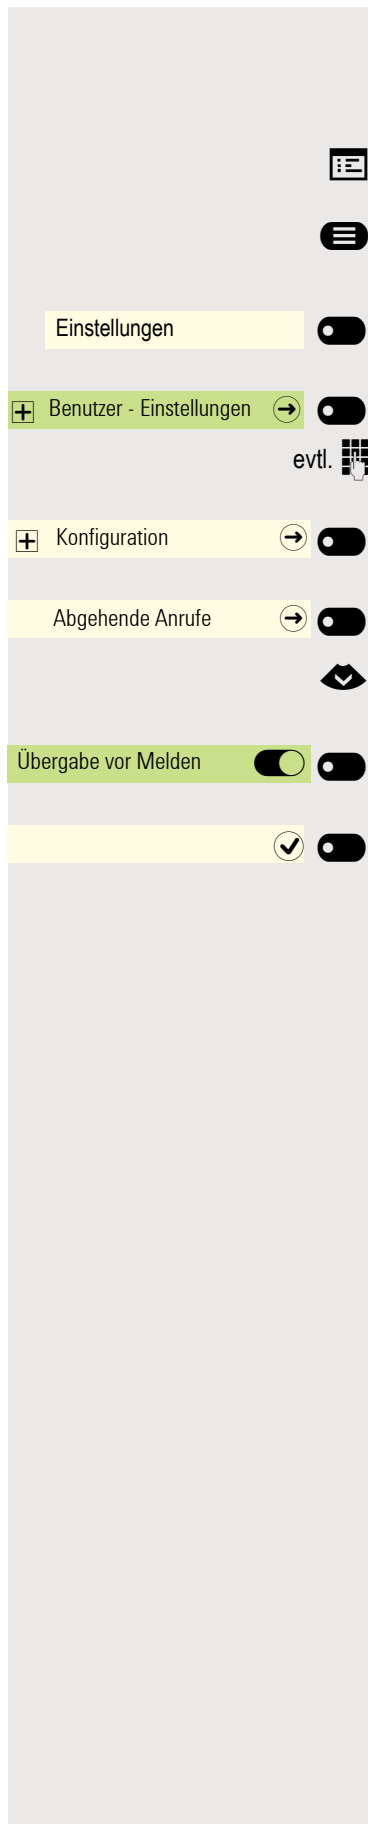 Einstellungen
Benutzer - Einstellungen
evtl.
Konfiguration
Abgehende Anrufe
Übergabe vor Melden